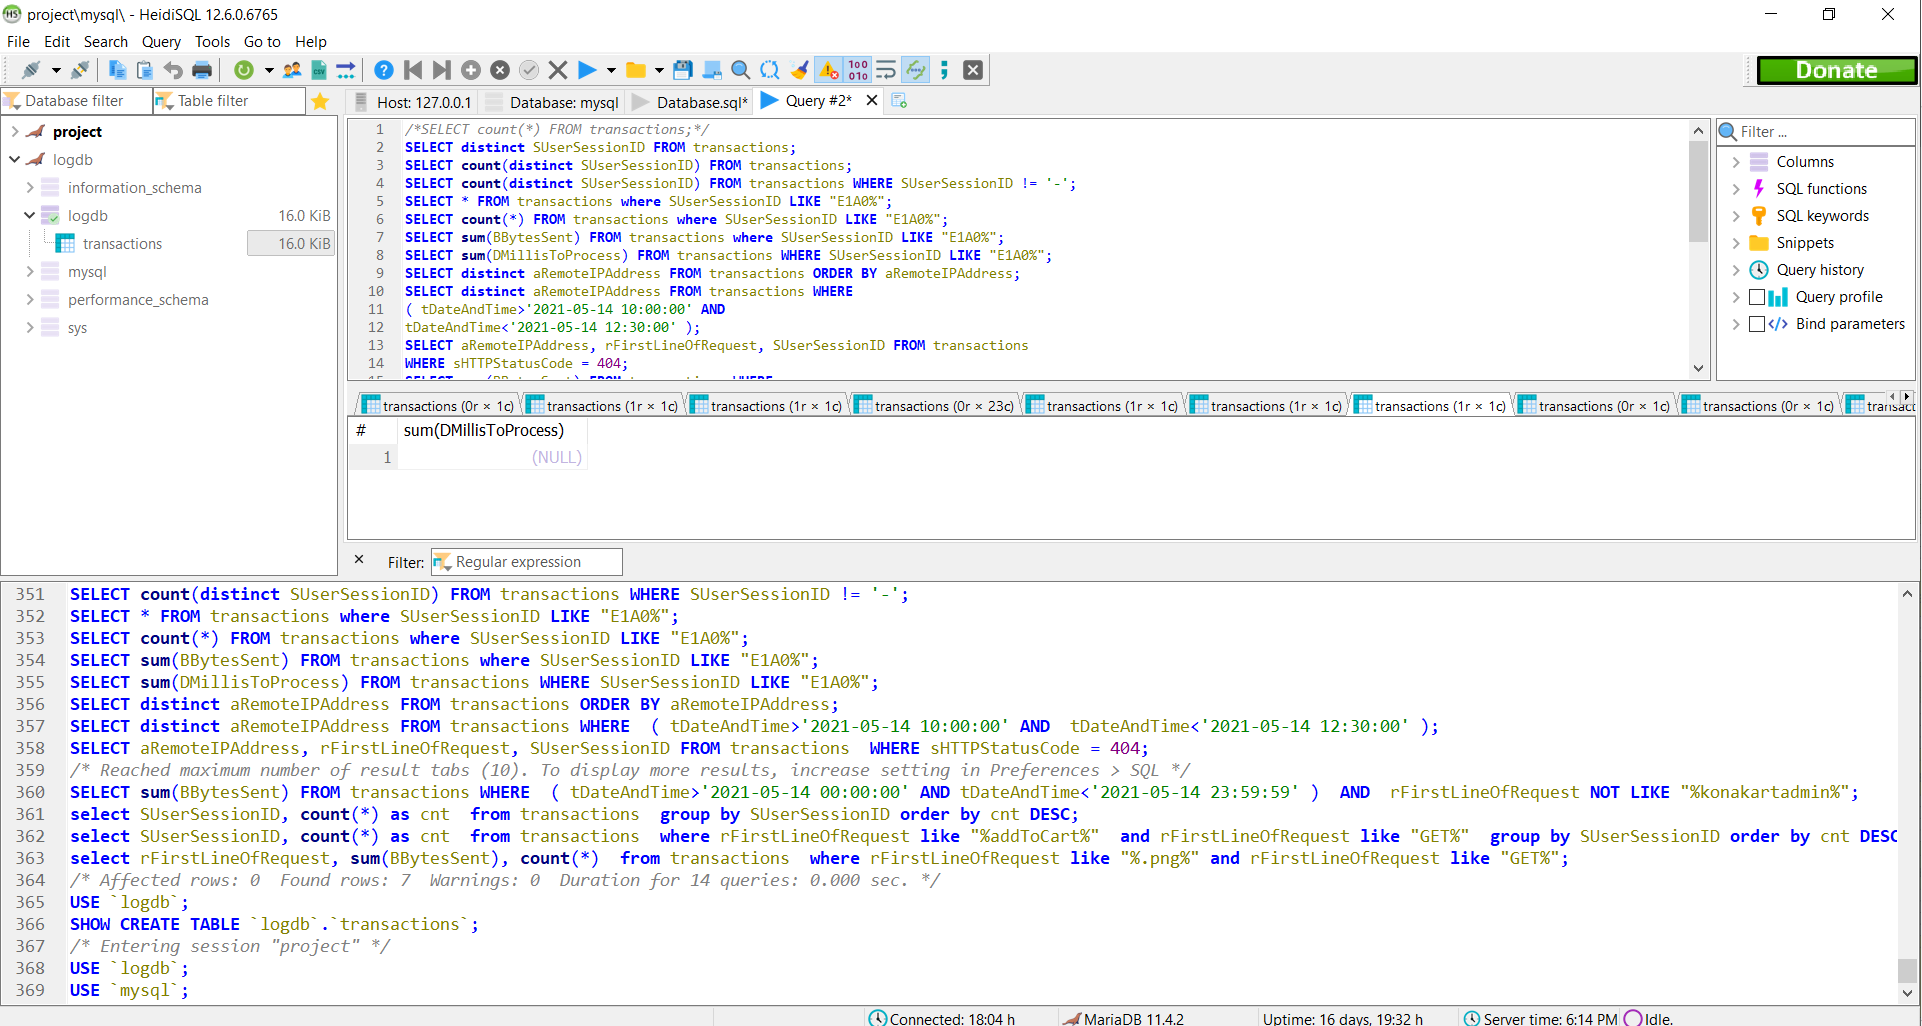 project\mysql\ - HeidiSQL 12.6.0.6765
File Edit Search Query Tools Go to Help
Donate
Database filter
Table filter
Host: 127.0.0.1
Database: mysql
Database.sql*
Query #2*
project
logdb
information_schema
logdb 16.0 KiB
transactions 16.0 KiB
mysql
performance_schema
sys
1 /*SELECT count(*) FROM transactions;*/
2 SELECT distinct SUserSessionID FROM transactions;
3 SELECT count(distinct SUserSessionID) FROM transactions;
4 SELECT count(distinct SUserSessionID) FROM transactions WHERE SUserSessionID != '-';
5 SELECT * FROM transactions where SUserSessionID LIKE "E1A0%";
6 SELECT count(*) FROM transactions where SUserSessionID LIKE "E1A0%";
7 SELECT sum(BBytesSent) FROM transactions where SUserSessionID LIKE "E1A0%";
8 SELECT sum(DMillisToProcess) FROM transactions WHERE SUserSessionID LIKE "E1A0%";
9 SELECT distinct aRemoteIPAddress FROM transactions ORDER BY aRemoteIPAddress;
10 SELECT distinct aRemoteIPAddress FROM transactions WHERE
11 ( tDateAndTime>'2021-05-14 10:00:00' AND
12 tDateAndTime<'2021-05-14 12:30:00' );
13 SELECT aRemoteIPAddress, rFirstLineOfRequest, SUserSessionID FROM transactions
14 WHERE sHTTPStatusCode = 404;
Filter ...
Columns
SQL functions
SQL keywords
Snippets
Query history
Query profile
Bind parameters
transactions (0r × 1c)
transactions (1r × 1c)
transactions (1r × 1c)
transactions (0r × 23c)
transactions (1r × 1c)
transactions (1r × 1c)
transactions (1r × 1c)
transactions (0r × 1c)
transactions (0r × 1c)
transact
# sum(DMillisToProcess)
1 (NULL)
Filter: Regular expression
351 SELECT count(distinct SUserSessionID) FROM transactions WHERE SUserSessionID != '-';
352 SELECT * FROM transactions where SUserSessionID LIKE "E1A0%";
353 SELECT count(*) FROM transactions where SUserSessionID LIKE "E1A0%";
354 SELECT sum(BBytesSent) FROM transactions where SUserSessionID LIKE "E1A0%";
355 SELECT sum(DMillisToProcess) FROM transactions WHERE SUserSessionID LIKE "E1A0%";
356 SELECT distinct aRemoteIPAddress FROM transactions ORDER BY aRemoteIPAddress;
357 SELECT distinct aRemoteIPAddress FROM transactions WHERE ( tDateAndTime>'2021-05-14 10:00:00' AND tDateAndTime<'2021-05-14 12:30:00' );
358 SELECT aRemoteIPAddress, rFirstLineOfRequest, SUserSessionID FROM transactions WHERE sHTTPStatusCode = 404;
359 /* Reached maximum number of result tabs (10). To display more results, increase setting in Preferences > SQL */
360 SELECT sum(BBytesSent) FROM transactions WHERE ( tDateAndTime>'2021-05-14 00:00:00' AND tDateAndTime<'2021-05-14 23:59:59' ) AND rFirstLineOfRequest NOT LIKE "%konakartadmin%";
361 select SUserSessionID, count(*) as cnt from transactions group by SUserSessionID order by cnt DESC;
362 select SUserSessionID, count(*) as cnt from transactions where rFirstLineOfRequest like "%addToCart%" and rFirstLineOfRequest like "GET%" group by SUserSessionID order by cnt DESC
363 select rFirstLineOfRequest, sum(BBytesSent), count(*) from transactions where rFirstLineOfRequest like "%.png%" and rFirstLineOfRequest like "GET%";
364 /* Affected rows: 0 Found rows: 7 Warnings: 0 Duration for 14 queries: 0.000 sec. */
365 USE `logdb`;
366 SHOW CREATE TABLE `logdb`.`transactions`;
367 /* Entering session "project" */
368 USE `logdb`;
369 USE `mysql`;
Connected: 18:04 h
MariaDB 11.4.2
Uptime: 16 days, 19:32 h
Server time: 6:14 PM
Idle.